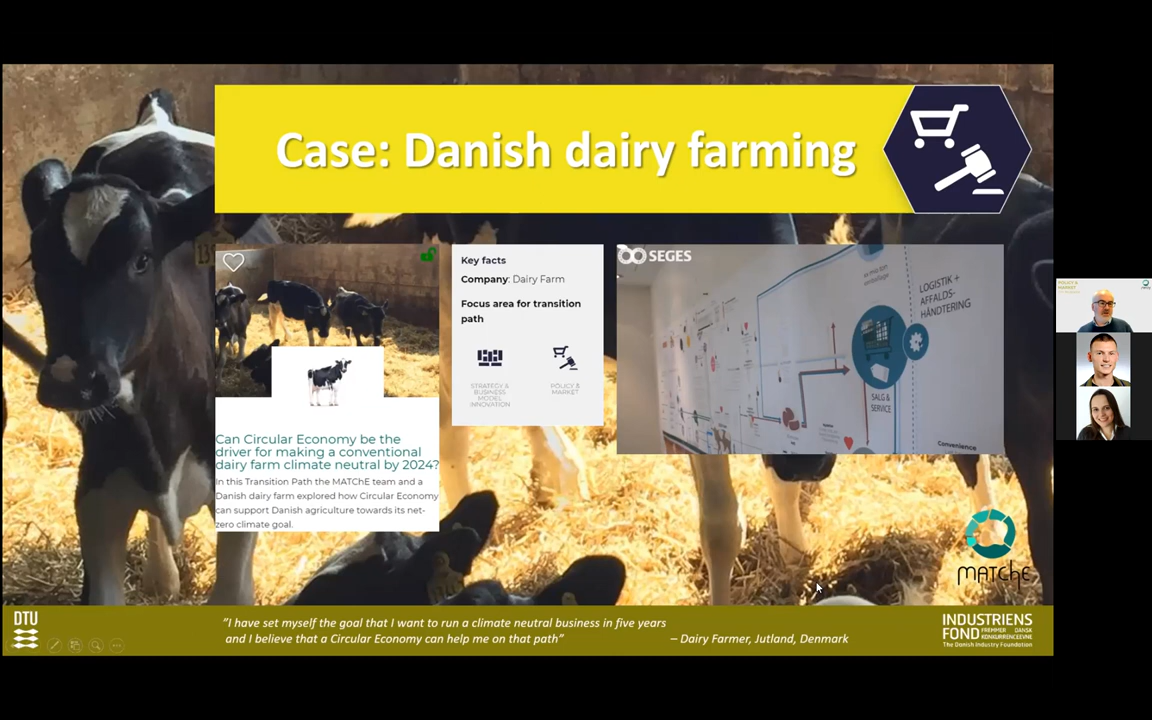 Case: Danish dairy farming
Can Circular Economy be the
driver for making a conventional
dairy farm climate neutral by 2024?
In this Transition Path the MATChE team and a
Danish dairy farm explored how Circular Economy
can support Danish agriculture towards its net-
zero climate goal.
Key facts
Company: Dairy Farm
Focus area for transition
path
STRATEGY &
BUSINESS
MODEL
INNOVATION
POLICY &
MARKET
SEGES
LOGISTIK +
AFFALDS-
HÅNDTERING
SALG &
SERVICE
Convenience
MATChE
DTU
"I have set myself the goal that I want to run a climate neutral business in five years
and I believe that a Circular Economy can help me on that path"
– Dairy Farmer, Jutland, Denmark
INDUSTRIENS
FOND
FREMMER DANSK
KONKURRENCEEVNE
The Danish Industry Foundation
POLICY &
MARKET